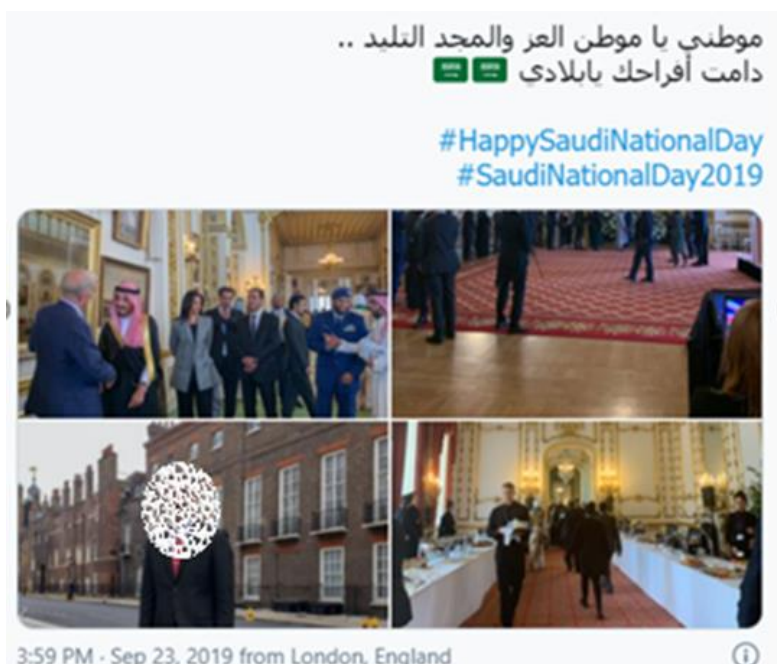 موطني يا موطن العز والمجد التليد ..
دامت أفراحك يابلادي 🇸🇦 🇸🇦
#HappySaudiNationalDay
#SaudiNationalDay2019
3:59 PM · Sep 23, 2019 from London, England